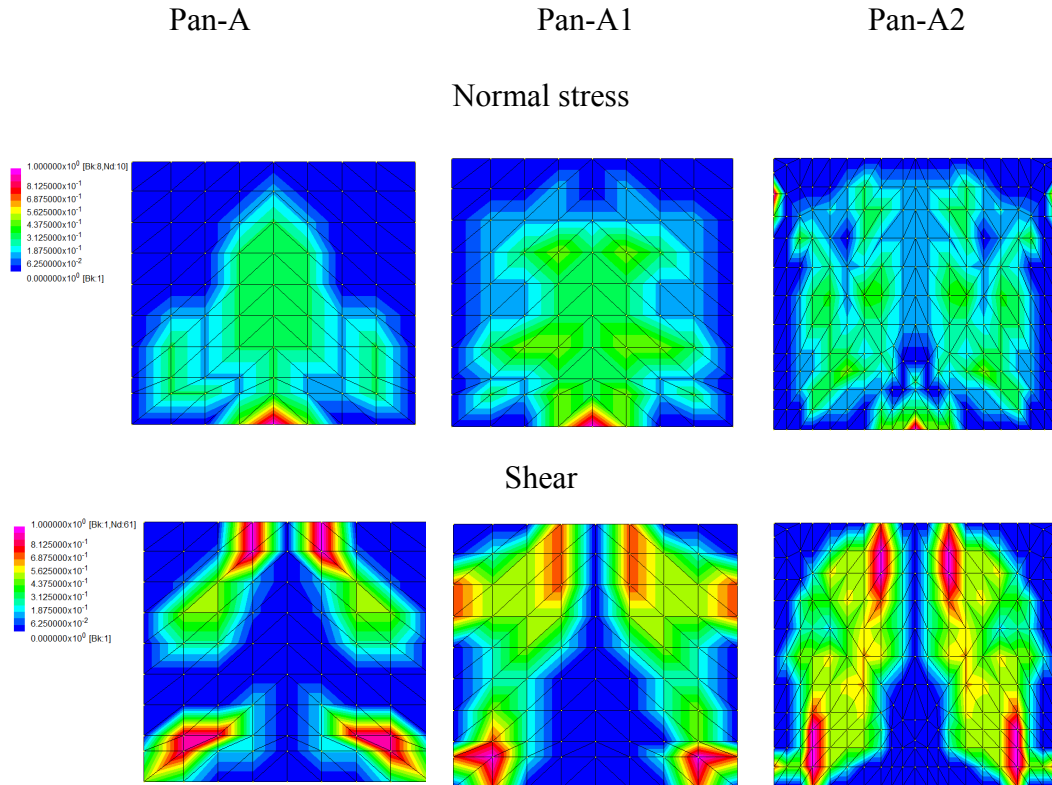 Pan-A Pan-A1 Pan-A2
Normal stress
1.000000x10⁰ [Bk:8,Nd:10]
8.125000x10⁻¹
6.875000x10⁻¹
5.625000x10⁻¹
4.375000x10⁻¹
3.125000x10⁻¹
1.875000x10⁻¹
6.250000x10⁻²
0.000000x10⁰ [Bk:1]
Shear
1.000000x10⁰ [Bk:1,Nd:61]
8.125000x10⁻¹
6.875000x10⁻¹
5.625000x10⁻¹
4.375000x10⁻¹
3.125000x10⁻¹
1.875000x10⁻¹
6.250000x10⁻²
0.000000x10⁰ [Bk:1]